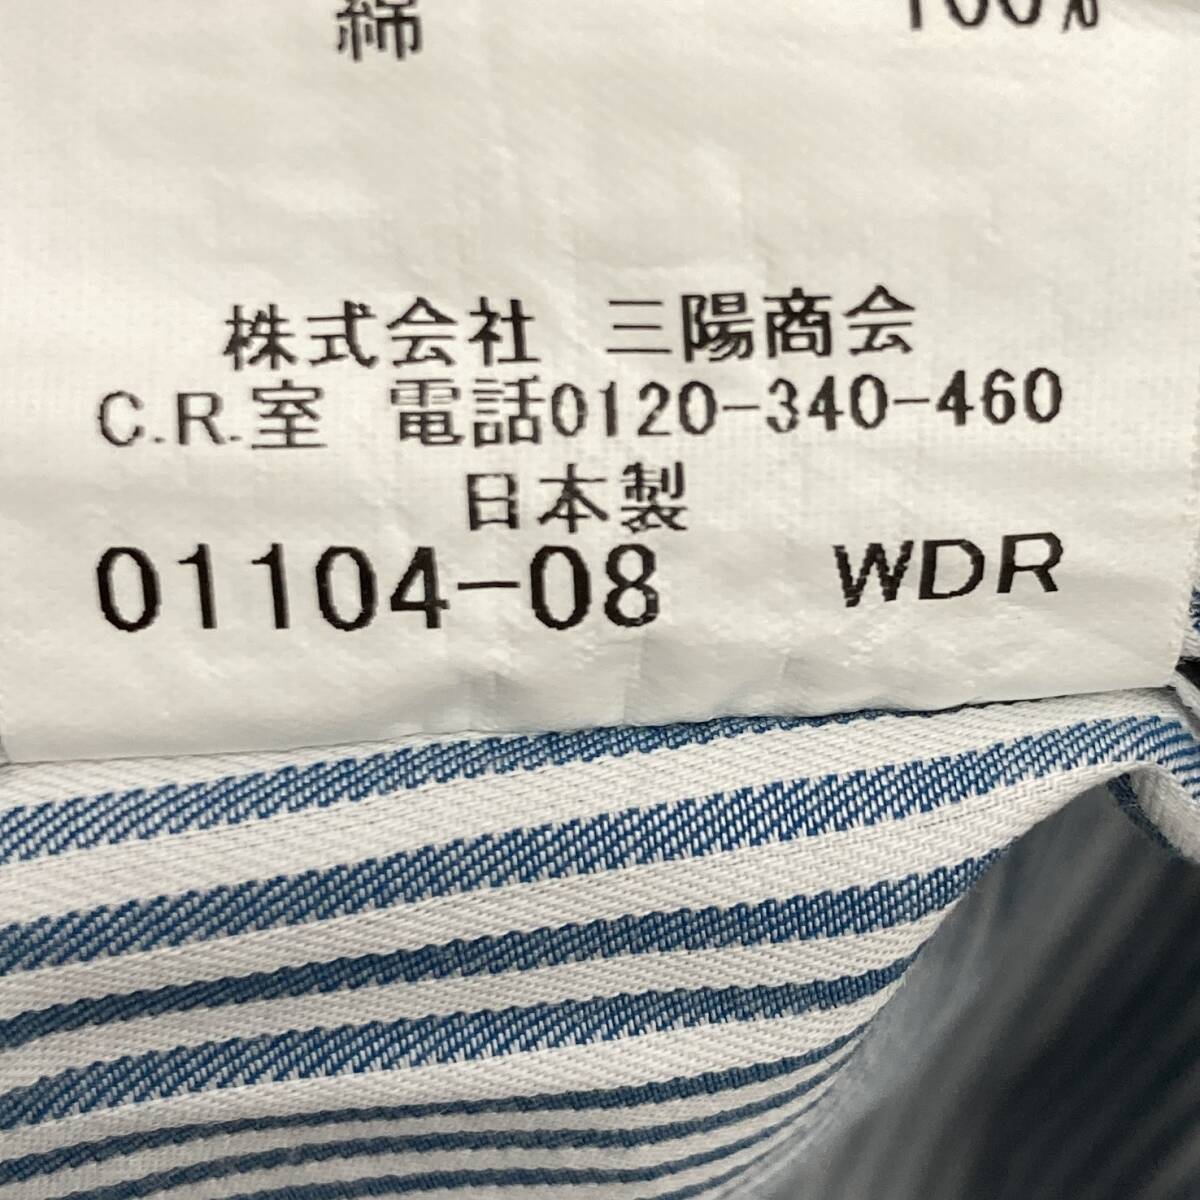 綿 100%
株式会社 三陽商会
C.R.室 電話0120-340-460
日本製
01104-08 WDR